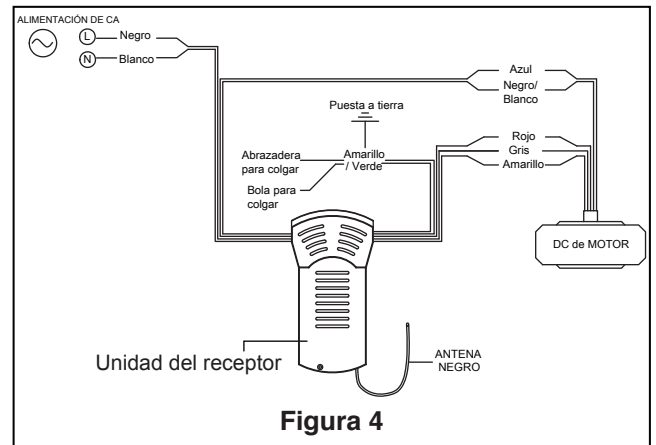 ALIMENTACIÓN DE CA
L
Negro
N
Blanco
Azul
Negro/
Blanco
Puesta a tierra
Rojo
Gris
Amarillo
Abrazadera
para colgar
Amarillo
/ Verde
Bola para
colgar
DC de MOTOR
Unidad del receptor
ANTENA
NEGRO
Figura 4